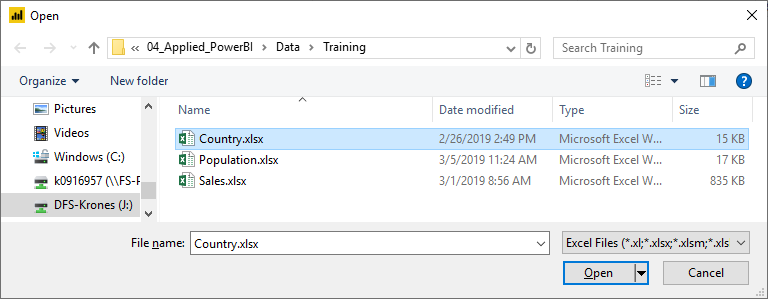 Open
« 04_Applied_PowerBI > Data > Training
Search Training
Organize New folder
Name Date modified Type Size
Pictures
Videos
Windows (C:)
k0916957 (\\FS-F
DFS-Krones (J:)
Country.xlsx 2/26/2019 2:49 PM Microsoft Excel W... 15 KB
Population.xlsx 3/5/2019 11:24 AM Microsoft Excel W... 17 KB
Sales.xlsx 3/1/2019 8:56 AM Microsoft Excel W... 835 KB
File name: Country.xlsx Excel Files (*.xl;*.xlsx;*.xlsm;*.xls
Open Cancel